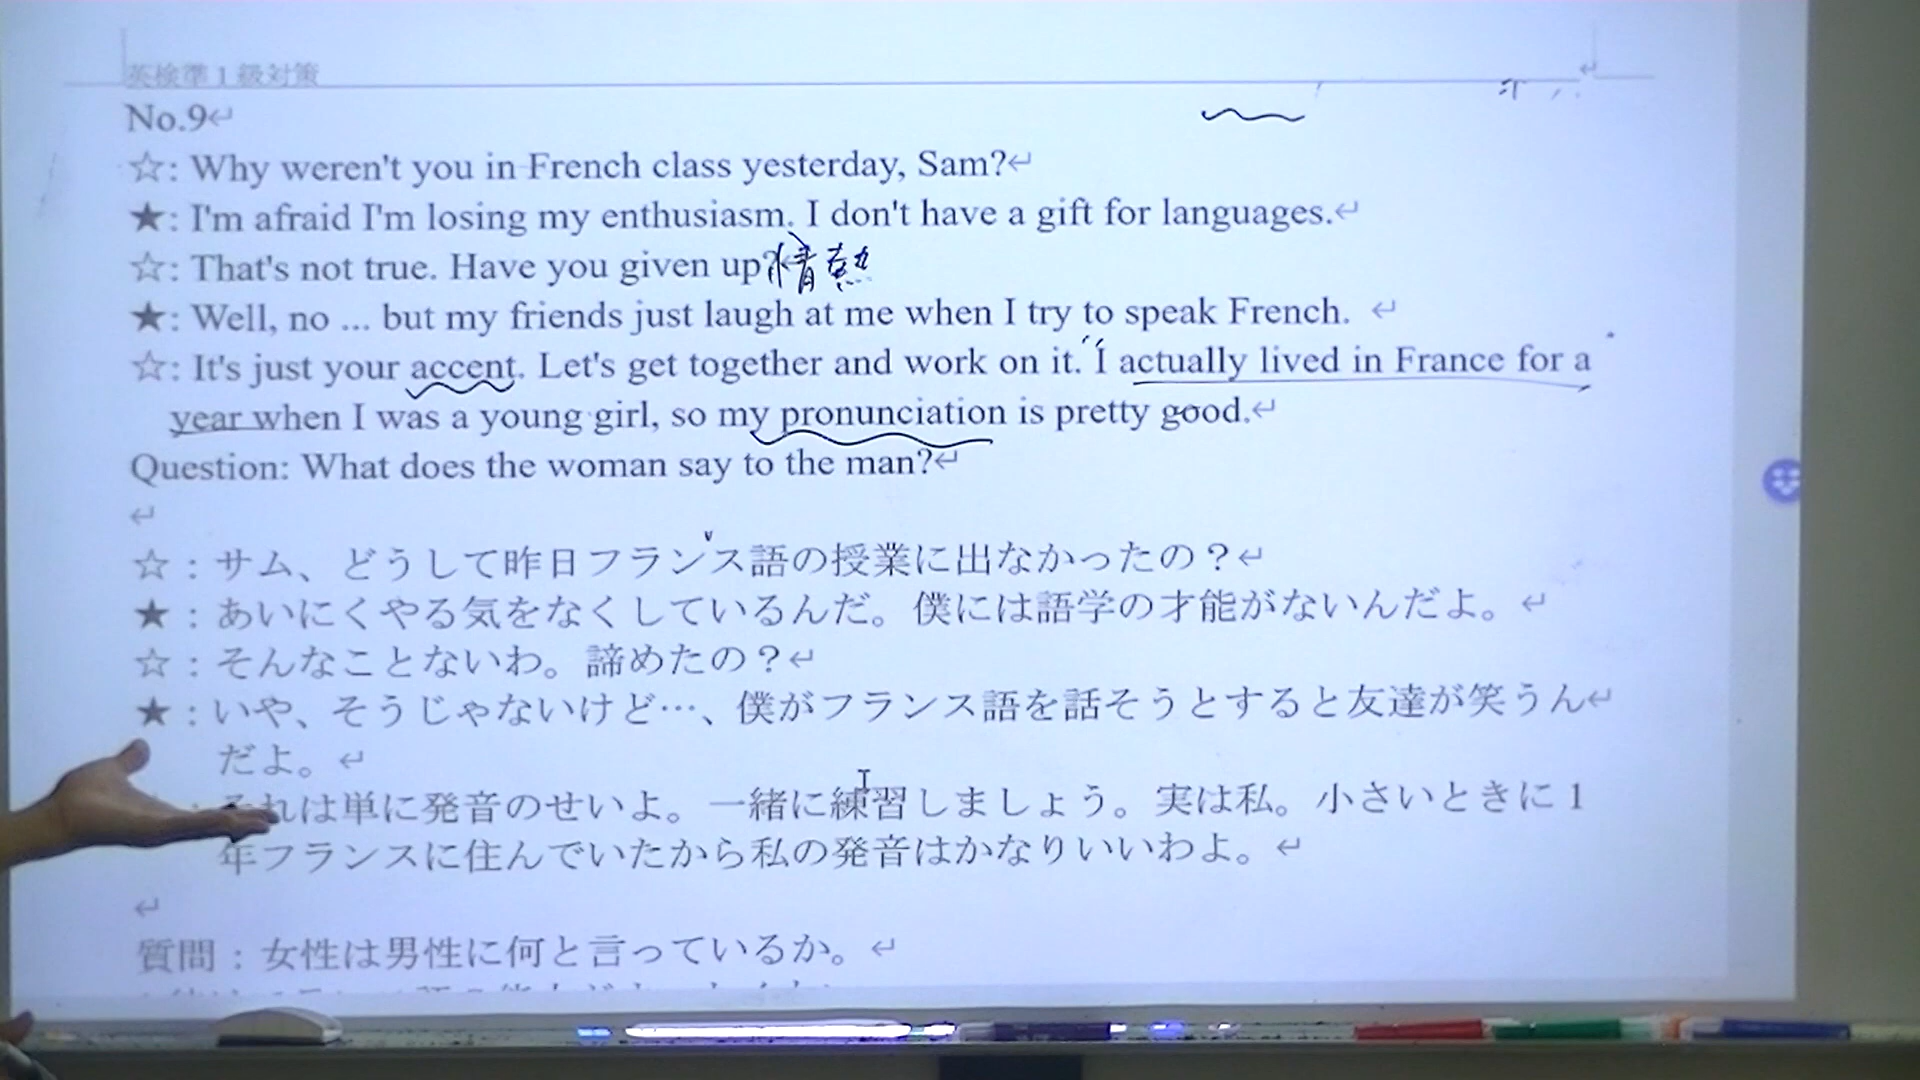 英検準1級対策
No.9
☆: Why weren't you in French class yesterday, Sam?
★: I'm afraid I'm losing my enthusiasm. I don't have a gift for languages.
☆: That's not true. Have you given up?
情熱
★: Well, no ... but my friends just laugh at me when I try to speak French.
☆: It's just your accent. Let's get together and work on it. I actually lived in France for a
year when I was a young girl, so my pronunciation is pretty good.
Question: What does the woman say to the man?
☆：サム、どうして昨日フランス語の授業に出なかったの？
★：あいにくやる気をなくしているんだ。僕には語学の才能がないんだよ。
☆：そんなことないわ。諦めたの？
★：いや、そうじゃないけど…、僕がフランス語を話そうとすると友達が笑うん
だよ。
：それは単に発音のせいよ。一緒に練習しましょう。実は私。小さいときに1
年フランスに住んでいたから私の発音はかなりいいわよ。
質問：女性は男性に何と言っているか。